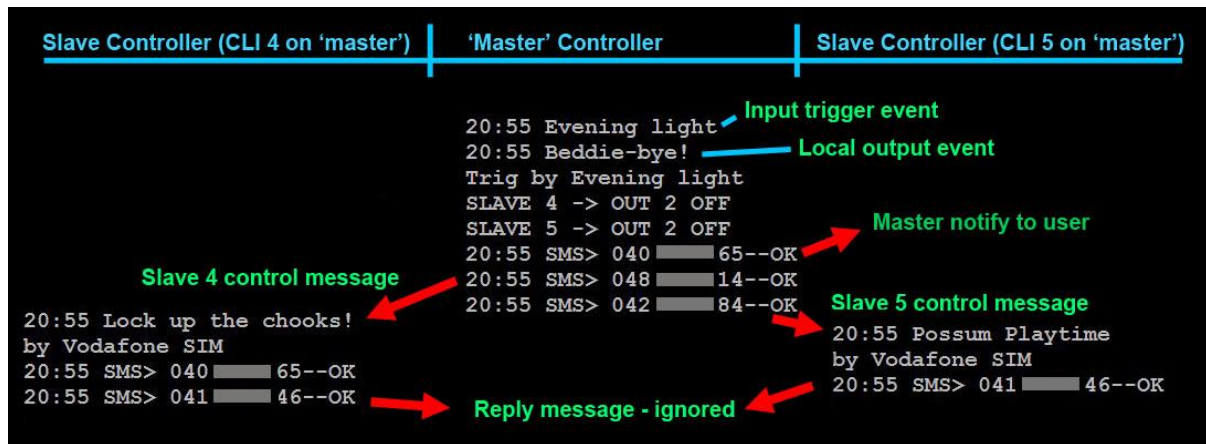 Slave Controller (CLI 4 on ‘master’)
‘Master’ Controller
Slave Controller (CLI 5 on ‘master’)
Input trigger event
20:55 Evening light
20:55 Beddie-bye!
Local output event
Trig by Evening light
SLAVE 4 -> OUT 2 OFF
SLAVE 5 -> OUT 2 OFF
Master notify to user
20:55 SMS> 040 65--OK
20:55 SMS> 048 14--OK
20:55 SMS> 042 84--OK
Slave 4 control message
20:55 Lock up the chooks!
by Vodafone SIM
20:55 SMS> 040 65--OK
20:55 SMS> 041 46--OK
Slave 5 control message
20:55 Possum Playtime
by Vodafone SIM
20:55 SMS> 041 46--OK
Reply message - ignored